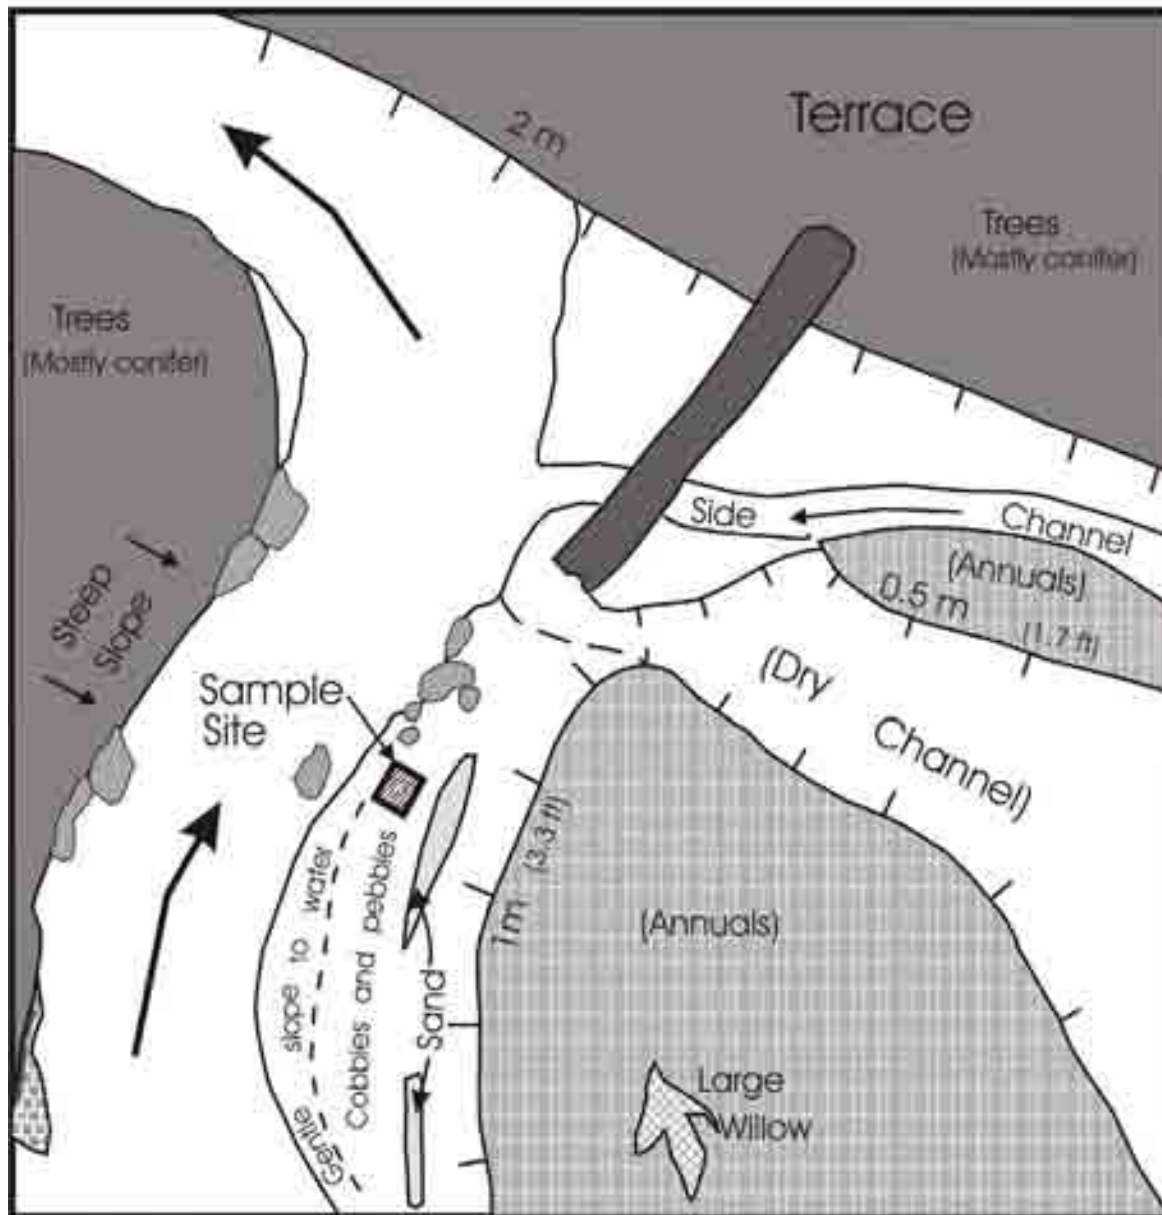 Terrace
2 m
Trees
(Mostly conifer)
Trees
(Mostly conifer)
Side
Channel
(Annuals)
0.5 m
(1.7 ft)
Steep
Slope
Sample
Site
(Dry
Channel)
1m (3.3 ft)
Gentle slope to water
Cobbles and pebbles
Sand
(Annuals)
Large
Willow